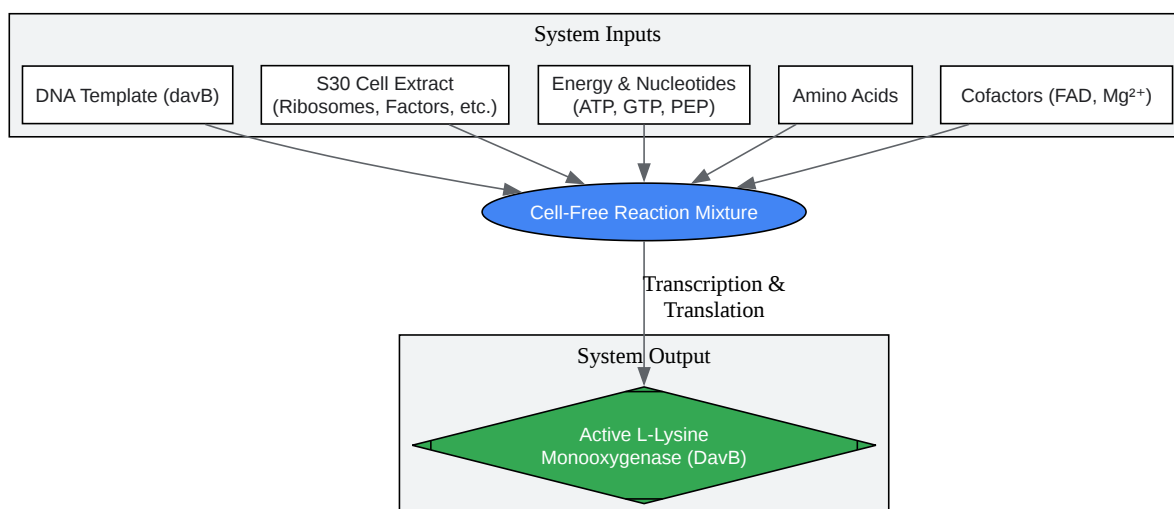 System Inputs
DNA Template (davB)
S30 Cell Extract
(Ribosomes, Factors, etc.)
Energy & Nucleotides
(ATP, GTP, PEP)
Amino Acids
Cofactors (FAD, Mg²⁺)
Cell-Free Reaction Mixture
Transcription &
Translation
System Output
Active L-Lysine
Monooxygenase (DavB)